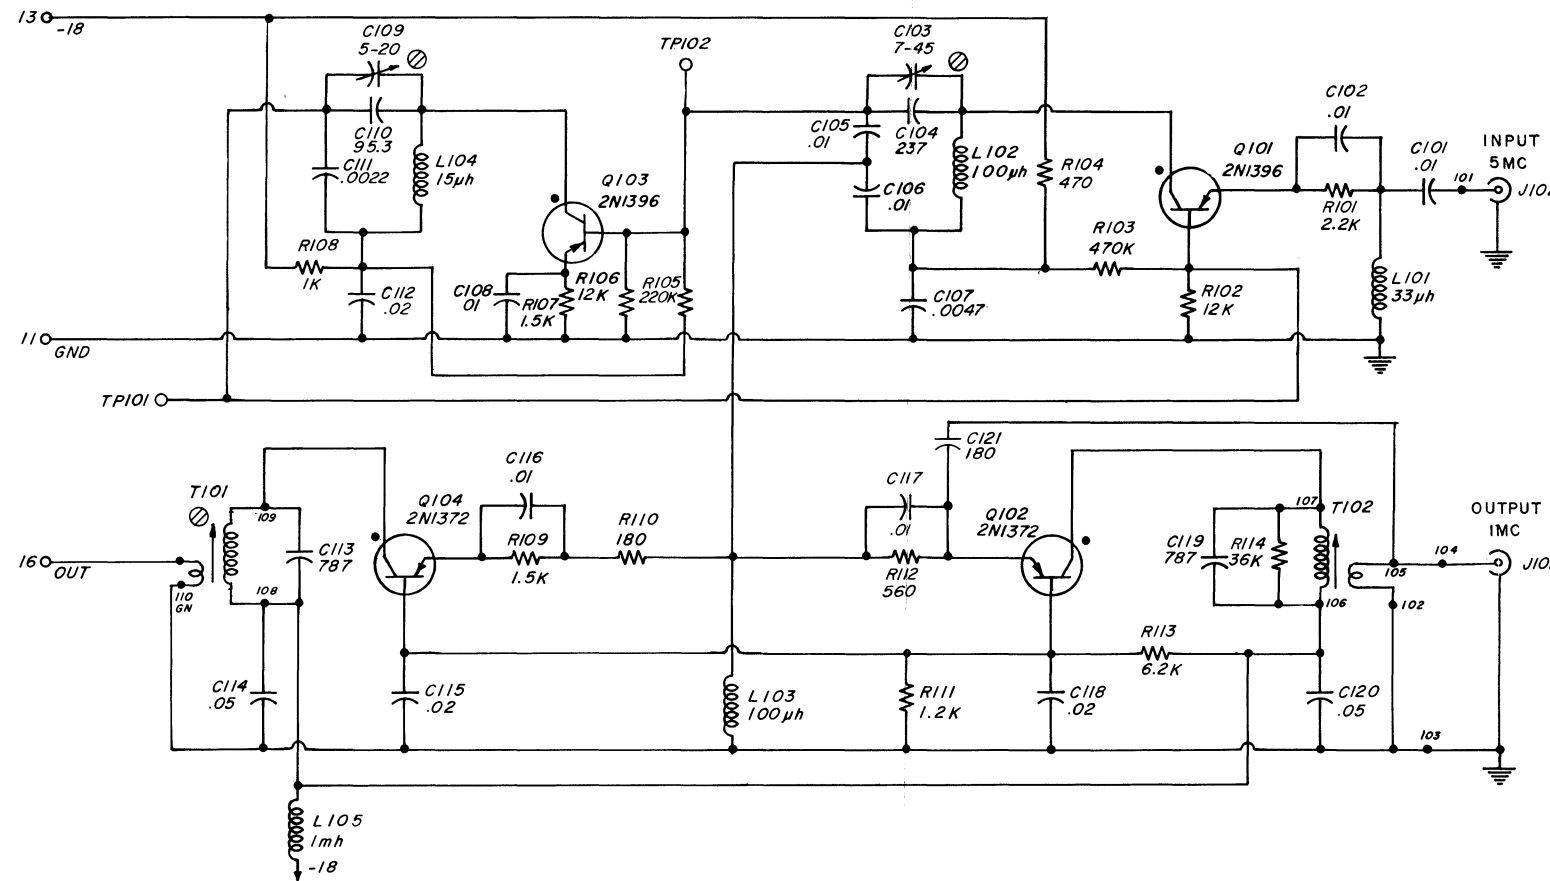 13
-18
C109
5-20
TP102
C103
7-45
C102
.01
C110
95.3
C111
.0022
L104
15µh
Q103
2N1396
C105
.01
C104
237
L102
100µh
C106
.01
R104
470
Q101
2N1396
C101
.01
101
INPUT
5MC
R101
2.2K
R103
470K
R108
1K
C112
.02
C108
01
R107
1.5K
R106
12K
R105
220K
C107
.0047
R102
12K
L101
33µh
11
GND
TP101
C121
180
C116
.01
C117
.01
T101
109
Q104
2N1372
R109
1.5K
R110
180
R112
560
Q102
2N1372
107
T102
OUTPUT
1MC
C113
787
C119
787
R114
36K
104
105
16
OUT
110
GN
108
106
102
R113
6.2K
C114
.05
C115
.02
L103
100µh
R111
1.2K
C118
.02
C120
.05
103
L105
1mh
-18